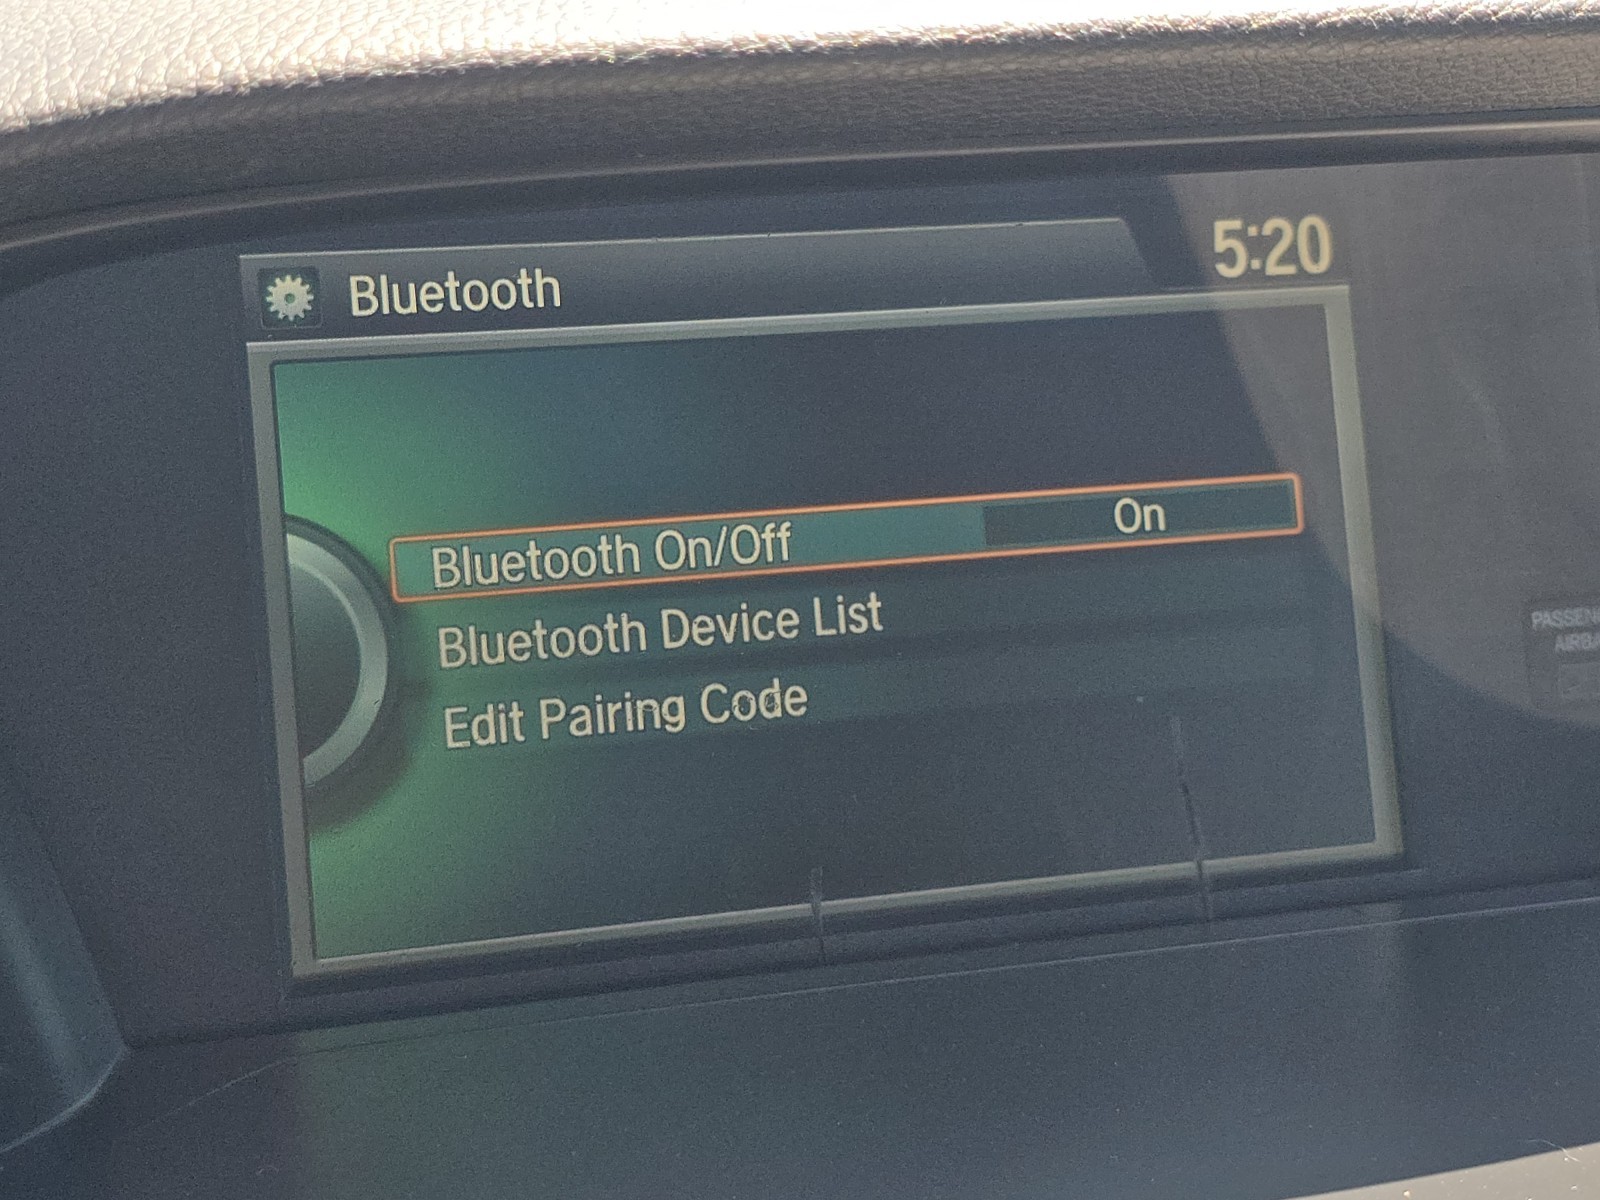 Bluetooth
5:20
Bluetooth On/Off
On
Bluetooth Device List
Edit Pairing Code